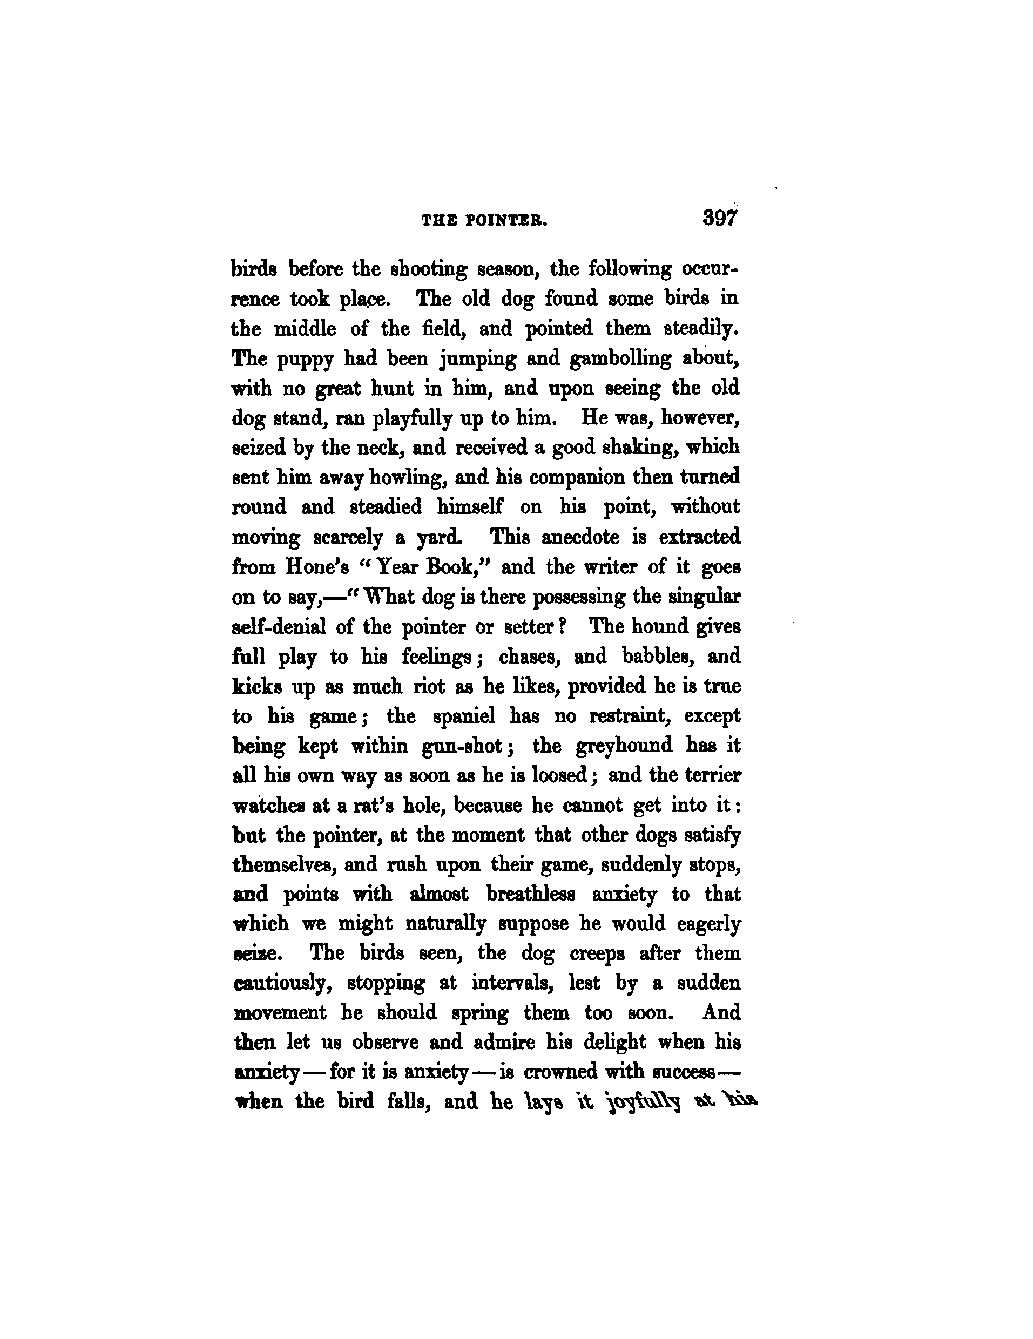 THE POINTER. 397
birds before the shooting season, the following occur-
rence took place. The old dog found some birds in
the middle of the field, and pointed them steadily.
The puppy had been jumping and gambolling about,
with no great hunt in him, and upon seeing the old
dog stand, ran playfully up to him. He was, however,
seized by the neck, and received a good shaking, which
sent him away howling, and his companion then turned
round and steadied himself on his point, without
moving scarcely a yard. This anecdote is extracted
from Hone's “Year Book,” and the writer of it goes
on to say,—“What dog is there possessing the singular
self-denial of the pointer or setter? The hound gives
full play to his feelings; chases, and babbles, and
kicks up as much riot as he likes, provided he is true
to his game; the spaniel has no restraint, except
being kept within gun-shot; the greyhound has it
all his own way as soon as he is loosed; and the terrier
watches at a rat's hole, because he cannot get into it:
but the pointer, at the moment that other dogs satisfy
themselves, and rush upon their game, suddenly stops,
and points with almost breathless anxiety to that
which we might naturally suppose he would eagerly
seize. The birds seen, the dog creeps after them
cautiously, stopping at intervals, lest by a sudden
movement he should spring them too soon. And
then let us observe and admire his delight when his
anxiety—for it is anxiety—is crowned with success—
when the bird falls, and he lays it joyfully at his